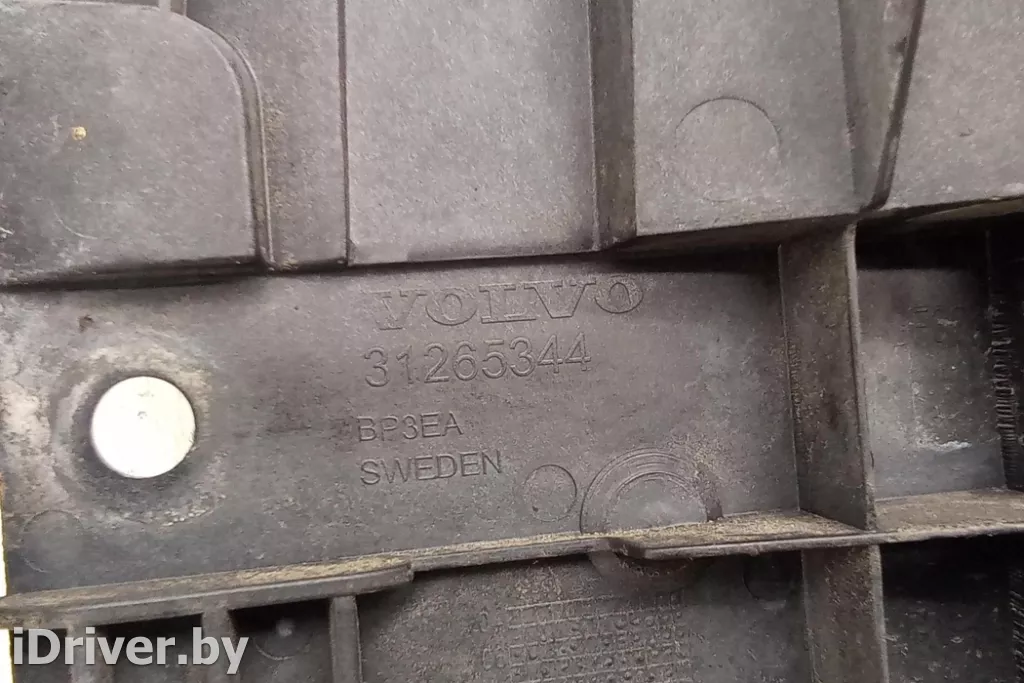 VOLVO
31265344
BP3EA
SWEDEN
iDriver.by